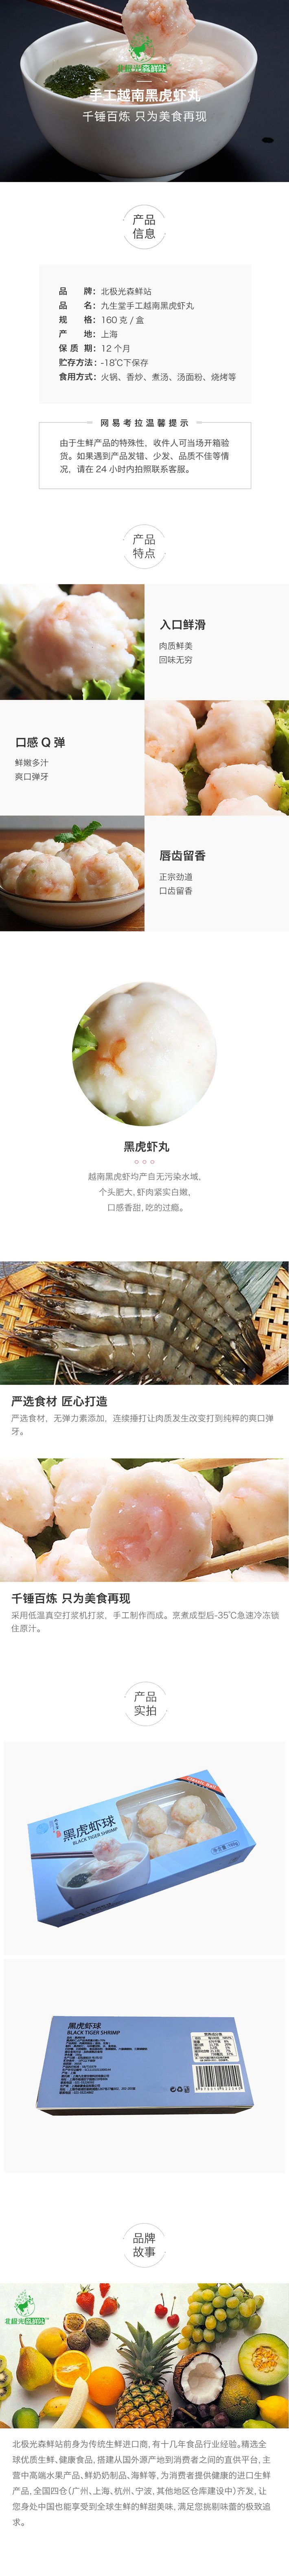 北极光森鲜站
手工越南黑虎虾丸
千锤百炼 只为美食再现
产品
信息
品 牌：北极光森鲜站
品 名：九生堂手工越南黑虎虾丸
规 格：160 克 / 盒
产 地：上海
保 质 期：12 个月
贮存方法：-18℃下保存
食用方式：火锅、香炒、煮汤、汤面粉、烧烤等
网易考拉温馨提示
由于生鲜产品的特殊性，收件人可当场开箱验
货。如果遇到产品发错、少发、品质不佳等情
况，请在 24 小时内拍照联系客服。
产品
特点
入口鲜滑
肉质鲜美
回味无穷
口感 Q 弹
鲜嫩多汁
爽口弹牙
唇齿留香
正宗劲道
口齿留香
黑虎虾丸
越南黑虎虾均产自无污染水域，
个头肥大，虾肉紧实白嫩，
口感香甜，吃的过瘾。
严选食材 匠心打造
严选食材，无弹力素添加，连续捶打让肉质发生改变打到纯粹的爽口弹
牙。
千锤百炼 只为美食再现
采用低温真空打浆机打浆，手工制作而成。烹煮成型后-35℃急速冷冻锁
住原汁。
产品
实拍
黑虎虾球
BLACK TIGER SHRIMP
黑虎虾球
BLACK TIGER SHRIMP
品牌
故事
北极光森鲜站
北极光森鲜站前身为传统生鲜进口商，有十几年食品行业经验。精选全
球优质生鲜、健康食品，搭建从国外源产地到消费者之间的直供平台，主
营中高端水果产品、鲜奶奶制品、海鲜等，为消费者提供健康的进口生鲜
产品，全国四仓（广州、上海、杭州、宁波，其他地区仓库建设中）齐发，让
您身处中国也能享受到全球生鲜的鲜甜美味，满足您挑剔味蕾的极致追
求。